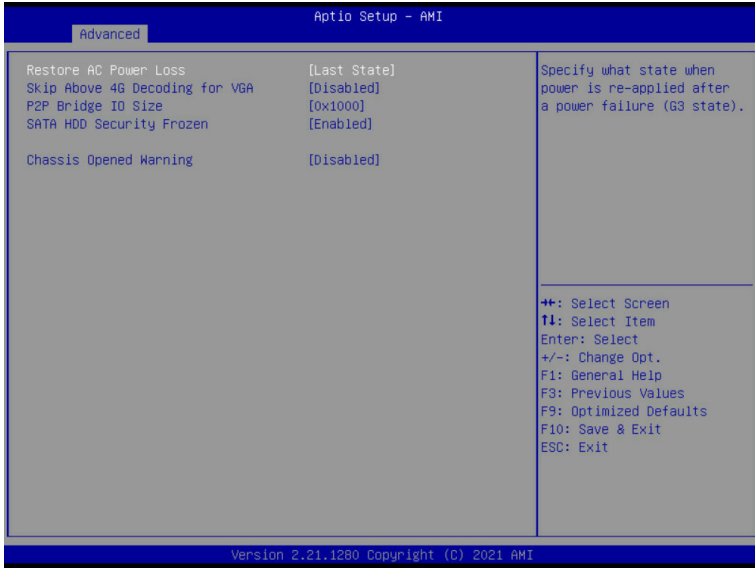 Aptio Setup - AMI
Advanced
Restore AC Power Loss [Last State]
Skip Above 4G Decoding for VGA [Disabled]
P2P Bridge IO Size [0x1000]
SATA HDD Security Frozen [Enabled]
Chassis Opened Warning [Disabled]
Specify what state when
power is re-applied after
a power failure (G3 state).
→←: Select Screen
↑↓: Select Item
Enter: Select
+/-: Change Opt.
F1: General Help
F3: Previous Values
F9: Optimized Defaults
F10: Save & Exit
ESC: Exit
Version 2.21.1280 Copyright (C) 2021 AMI